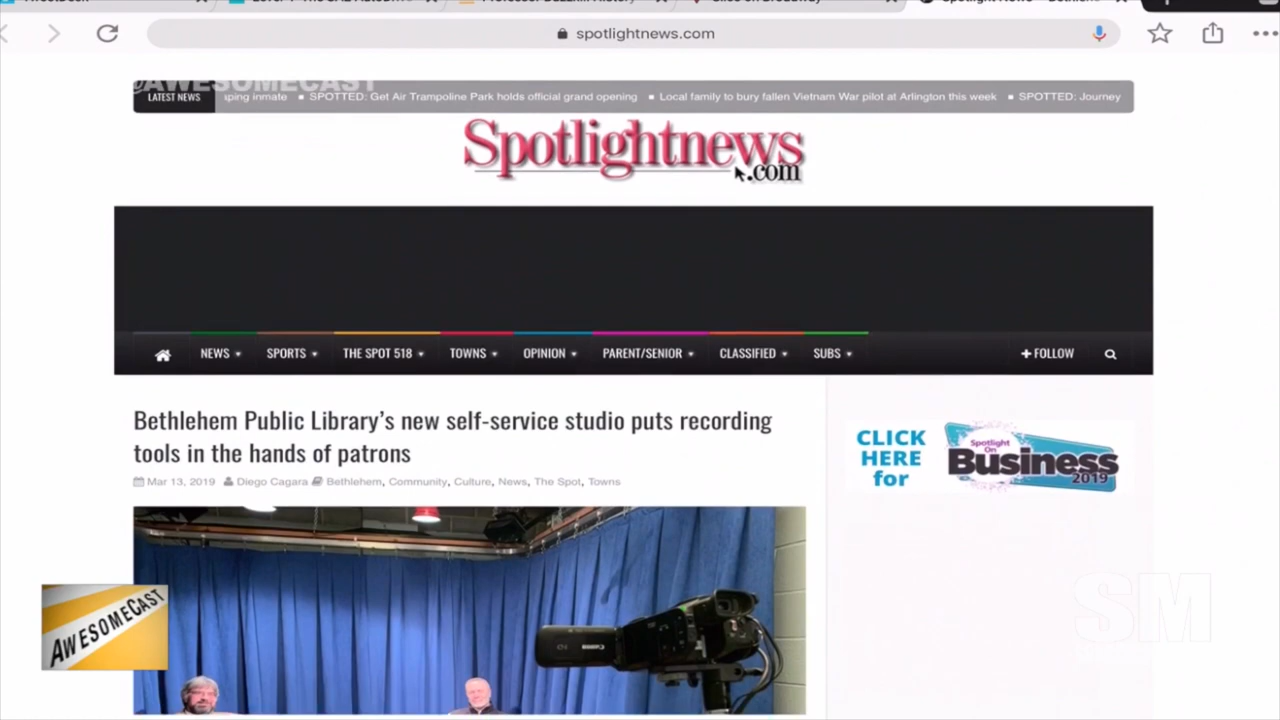 spotlightnews.com
@AWESOMECAST
LATEST NEWS
ping inmate ■ SPOTTED: Get Air Trampoline Park holds official grand opening ■ Local family to bury fallen Vietnam War pilot at Arlington this week ■ SPOTTED: Journey
Spotlightnews
.com
NEWS SPORTS THE SPOT 518 TOWNS OPINION PARENT/SENIOR CLASSIFIED SUBS + FOLLOW
Bethlehem Public Library’s new self-service studio puts recording
tools in the hands of patrons
Mar 13, 2019 Diego Cagara Bethlehem, Community, Culture, News, The Spot, Towns
CLICK
HERE
for
Spotlight
On
Business
2019
Canon
AWESOMECAST
SM